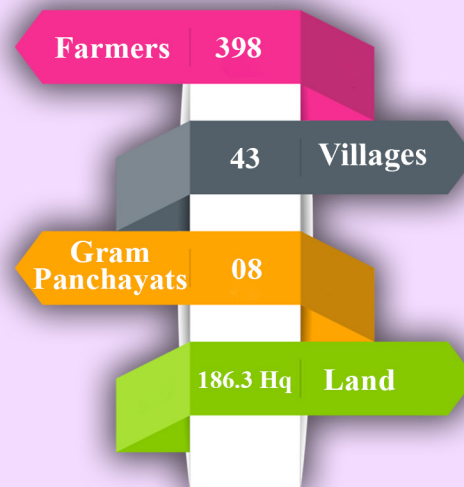 Farmers 398
43 Villages
Gram
Panchayats 08
186.3 Hq Land